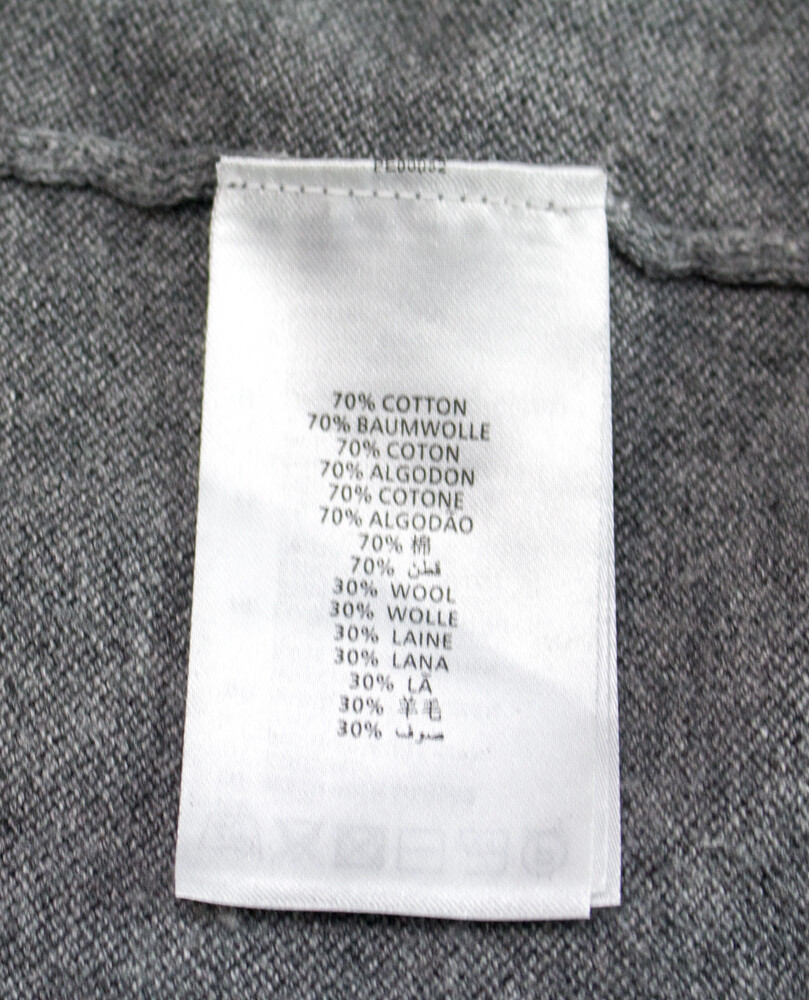 PE00032
70% COTTON
70% BAUMWOLLE
70% COTON
70% ALGODON
70% COTONE
70% ALGODÃO
70% 棉
70% قطن
30% WOOL
30% WOLLE
30% LAINE
30% LANA
30% LÃ
30% 羊毛
30% صوف